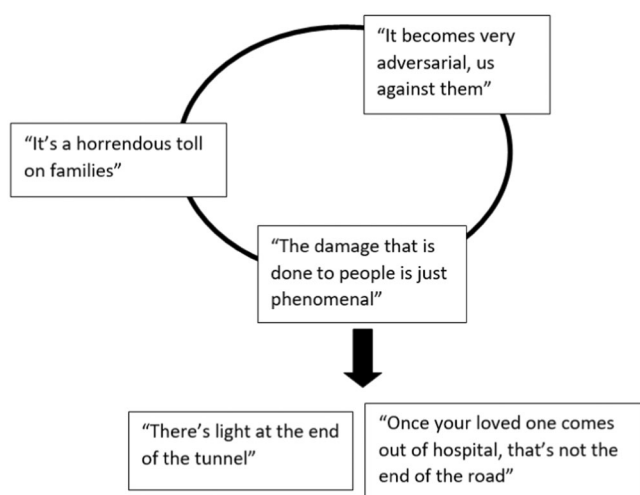 “It becomes very
adversarial, us
against them”
“It’s a horrendous toll
on families”
“The damage that is
done to people is just
phenomenal”
“There’s light at the end
of the tunnel”
“Once your loved one comes
out of hospital, that’s not the
end of the road”